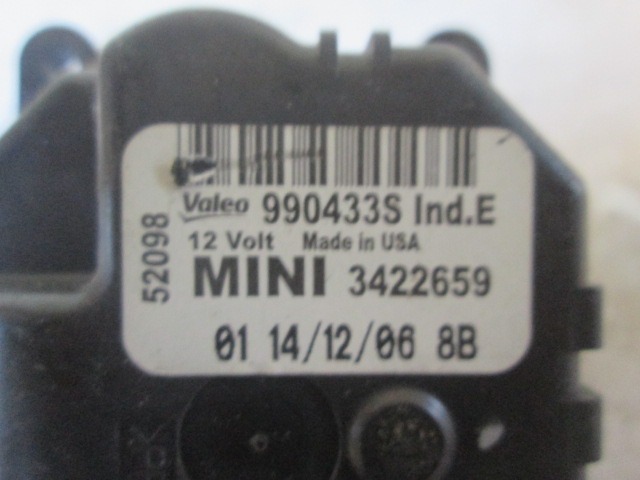 Valeo 990433S Ind.E
12 Volt Made in USA
MINI 3422659
01 14/12/06 8B
52098